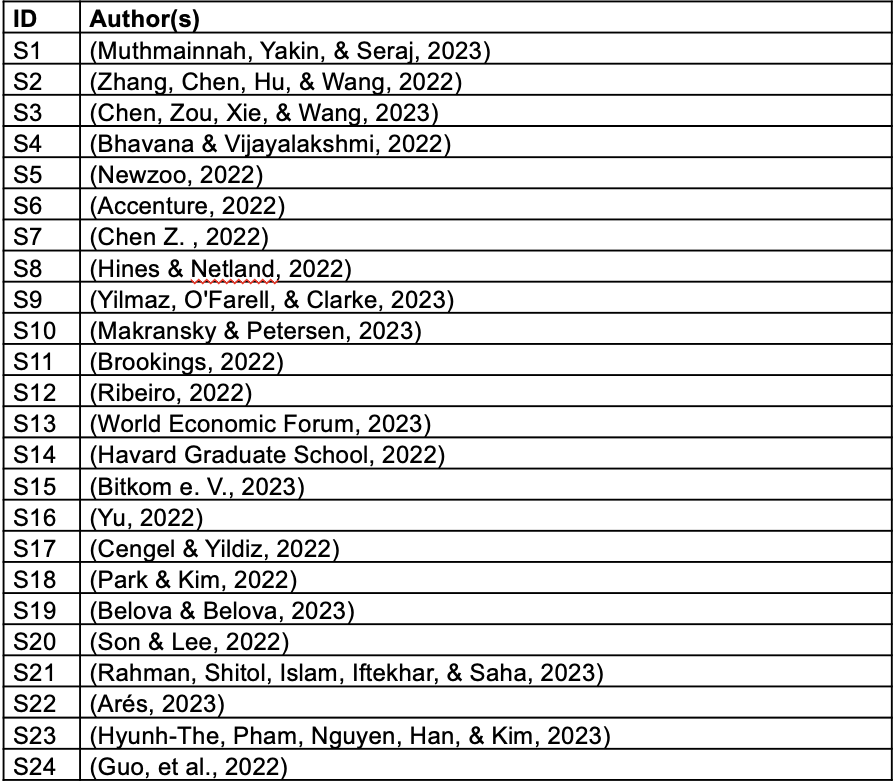 ID Author(s)
S1 (Muthmainnah, Yakin, & Seraj, 2023)
S2 (Zhang, Chen, Hu, & Wang, 2022)
S3 (Chen, Zou, Xie, & Wang, 2023)
S4 (Bhavana & Vijayalakshmi, 2022)
S5 (Newzoo, 2022)
S6 (Accenture, 2022)
S7 (Chen Z. , 2022)
S8 (Hines & Netland, 2022)
S9 (Yilmaz, O'Farell, & Clarke, 2023)
S10 (Makransky & Petersen, 2023)
S11 (Brookings, 2022)
S12 (Ribeiro, 2022)
S13 (World Economic Forum, 2023)
S14 (Havard Graduate School, 2022)
S15 (Bitkom e. V., 2023)
S16 (Yu, 2022)
S17 (Cengel & Yildiz, 2022)
S18 (Park & Kim, 2022)
S19 (Belova & Belova, 2023)
S20 (Son & Lee, 2022)
S21 (Rahman, Shitol, Islam, Iftekhar, & Saha, 2023)
S22 (Arés, 2023)
S23 (Hyunh-The, Pham, Nguyen, Han, & Kim, 2023)
S24 (Guo, et al., 2022)